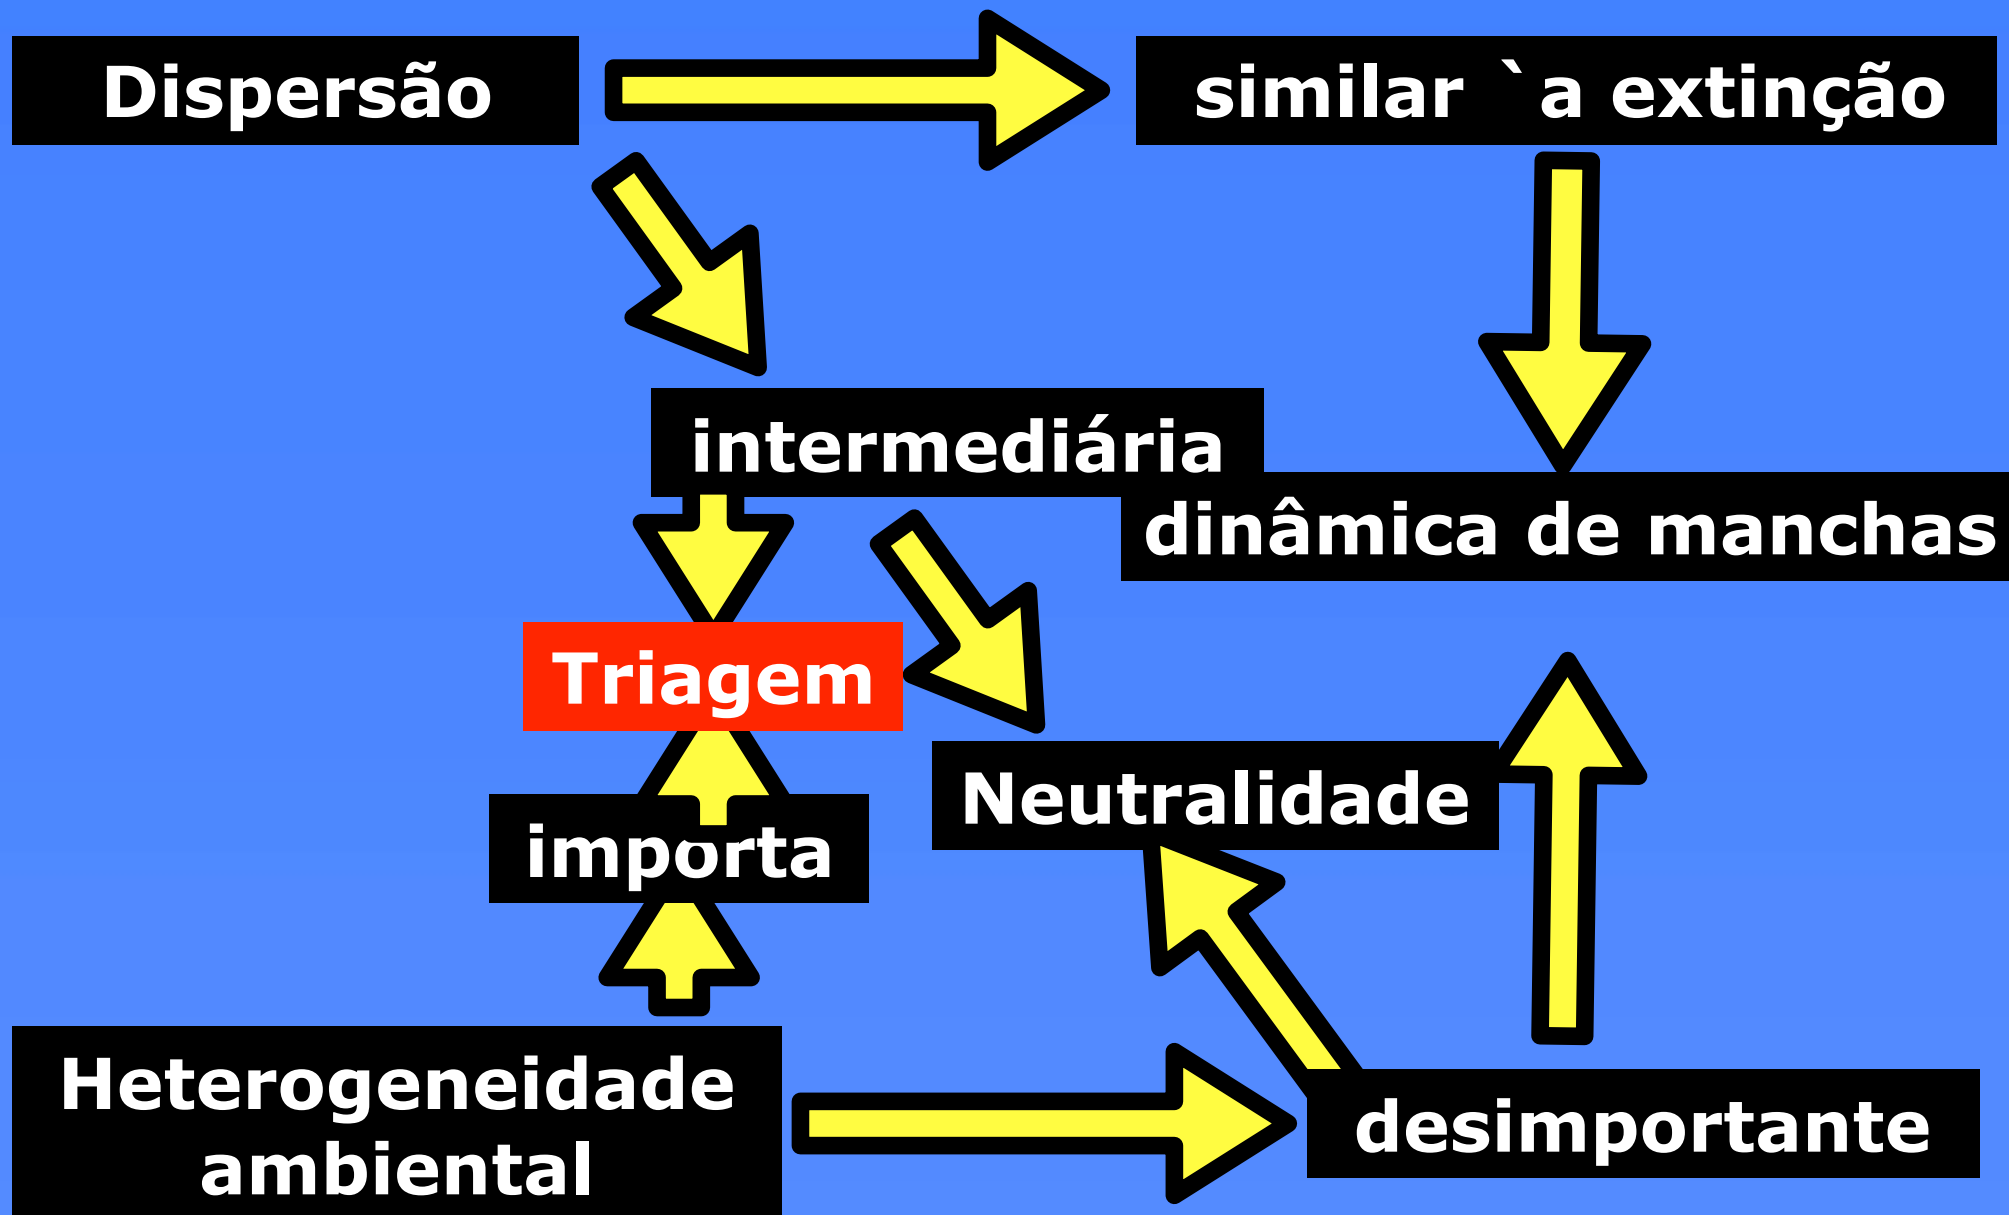 Dispersão
similar `a extinção
intermediária
dinâmica de manchas
Triagem
Neutralidade
importa
Heterogeneidade
ambiental
desimportante